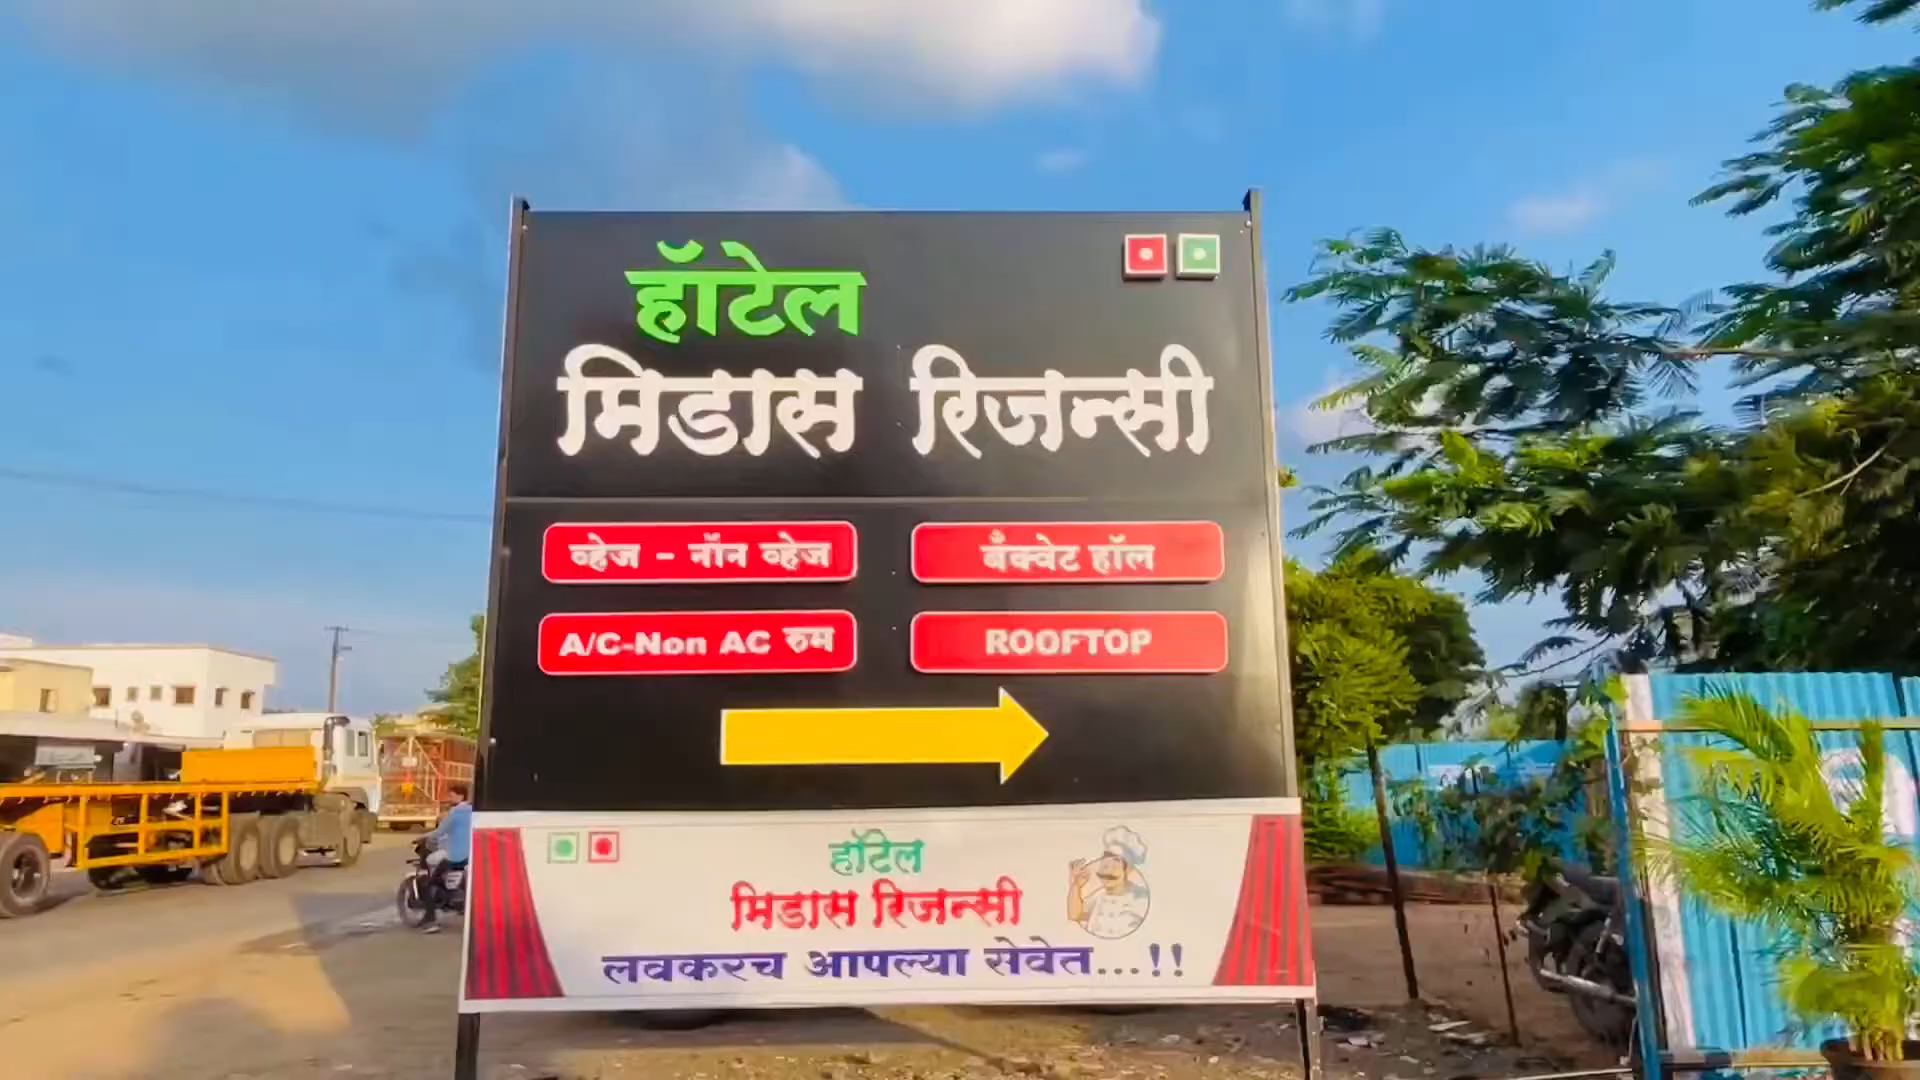 हॉटेल
मिडास रिजन्सी
व्हेज - नॉन व्हेज
बँक्वेट हॉल
A/C-Non AC रुम
ROOFTOP
हॉटेल
मिडास रिजन्सी
लवकरच आपल्या सेवेत...!!